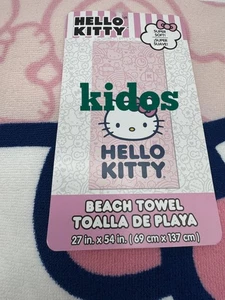 HELLO
KITTY
SUPER
SOFT!
¡SÚPER
SUAVE!
kidos
HELLO
KITTY
BEACH TOWEL
TOALLA DE PLAYA
27 in. x 54 in. ( 69 cm x 137 cm )